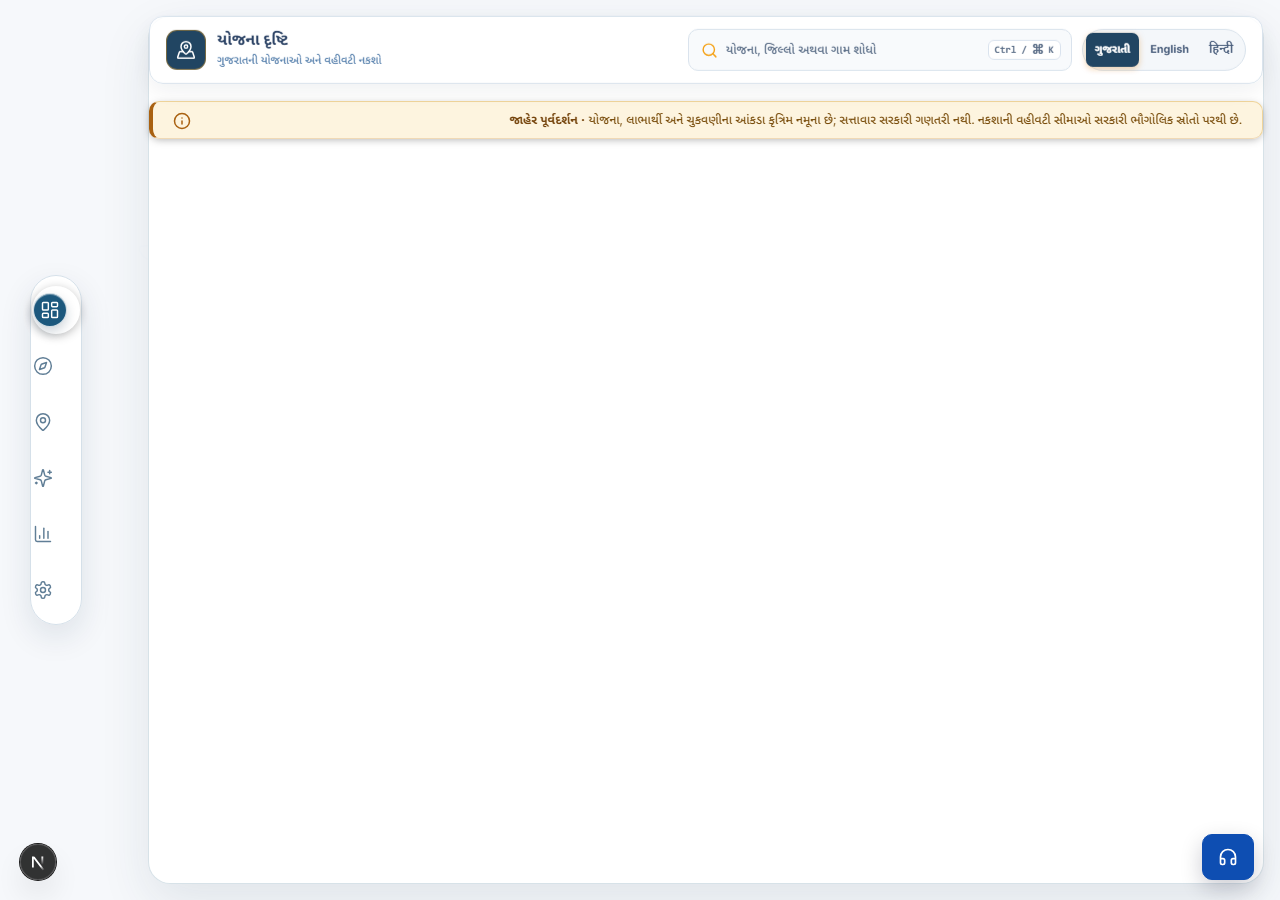 યોજના દૃષ્ટિ
ગુજરાતની યોજનાઓ અને વહીવટી નકશો
યોજના, જિલ્લો અથવા ગામ શોધો
Ctrl / ⌘ K
ગુજરાતી
English
हिन्दी
જાહેર પૂર્વદર્શન · યોજના, લાભાર્થી અને ચુકવણીના આંકડા કૃત્રિમ નમૂના છે; સત્તાવાર સરકારી ગણતરી નથી. નકશાની વહીવટી સીમાઓ સરકારી ભૌગોલિક સ્રોતો પરથી છે.
N